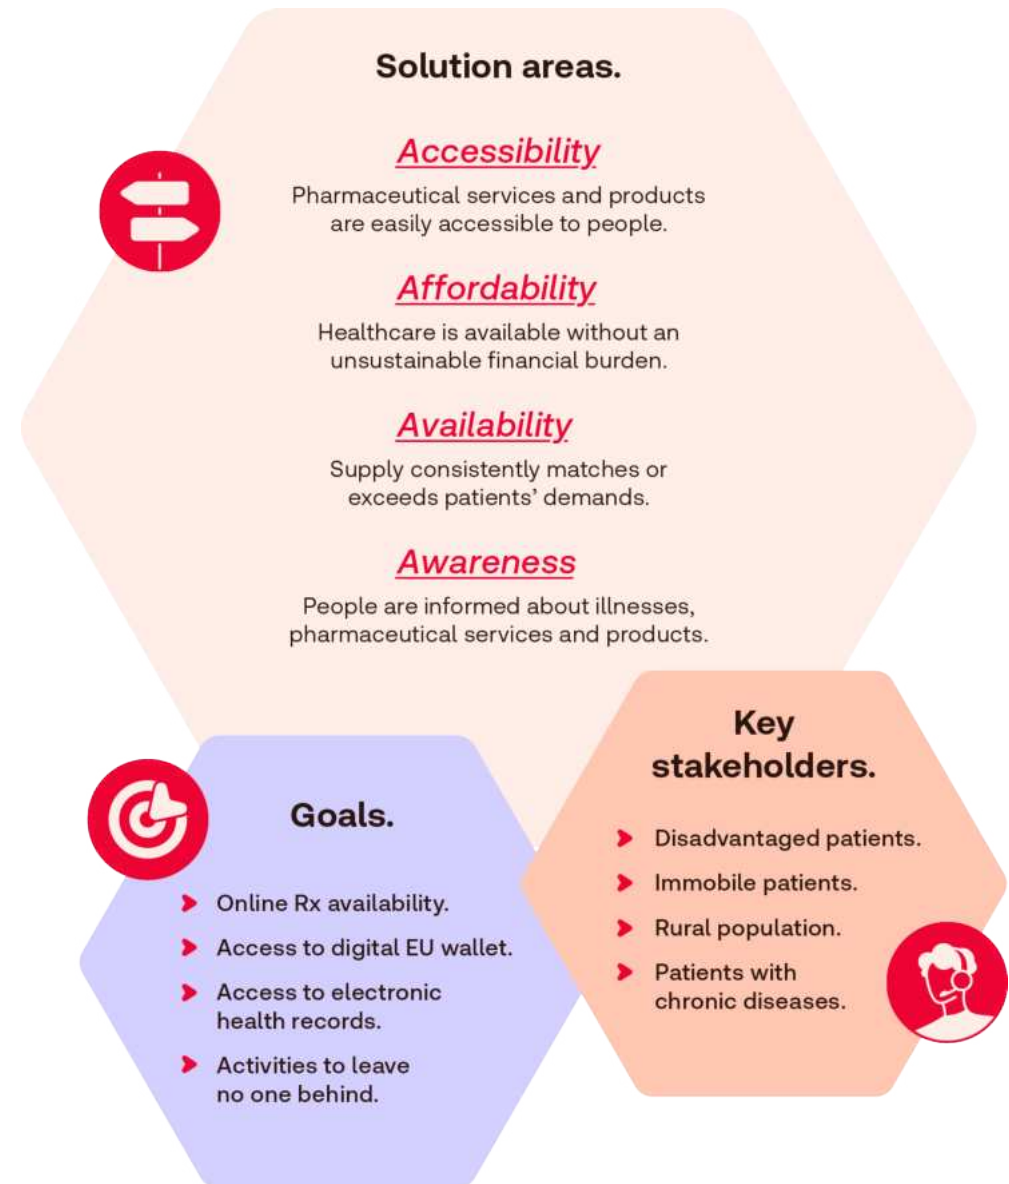 Solution areas.
Accessibility
Pharmaceutical services and products
are easily accessible to people.
Affordability
Healthcare is available without an
unsustainable financial burden.
Availability
Supply consistently matches or
exceeds patients’ demands.
Awareness
People are informed about illnesses,
pharmaceutical services and products.
Goals.
Online Rx availability.
Access to digital EU wallet.
Access to electronic
health records.
Activities to leave
no one behind.
Key
stakeholders.
Disadvantaged patients.
Immobile patients.
Rural population.
Patients with
chronic diseases.